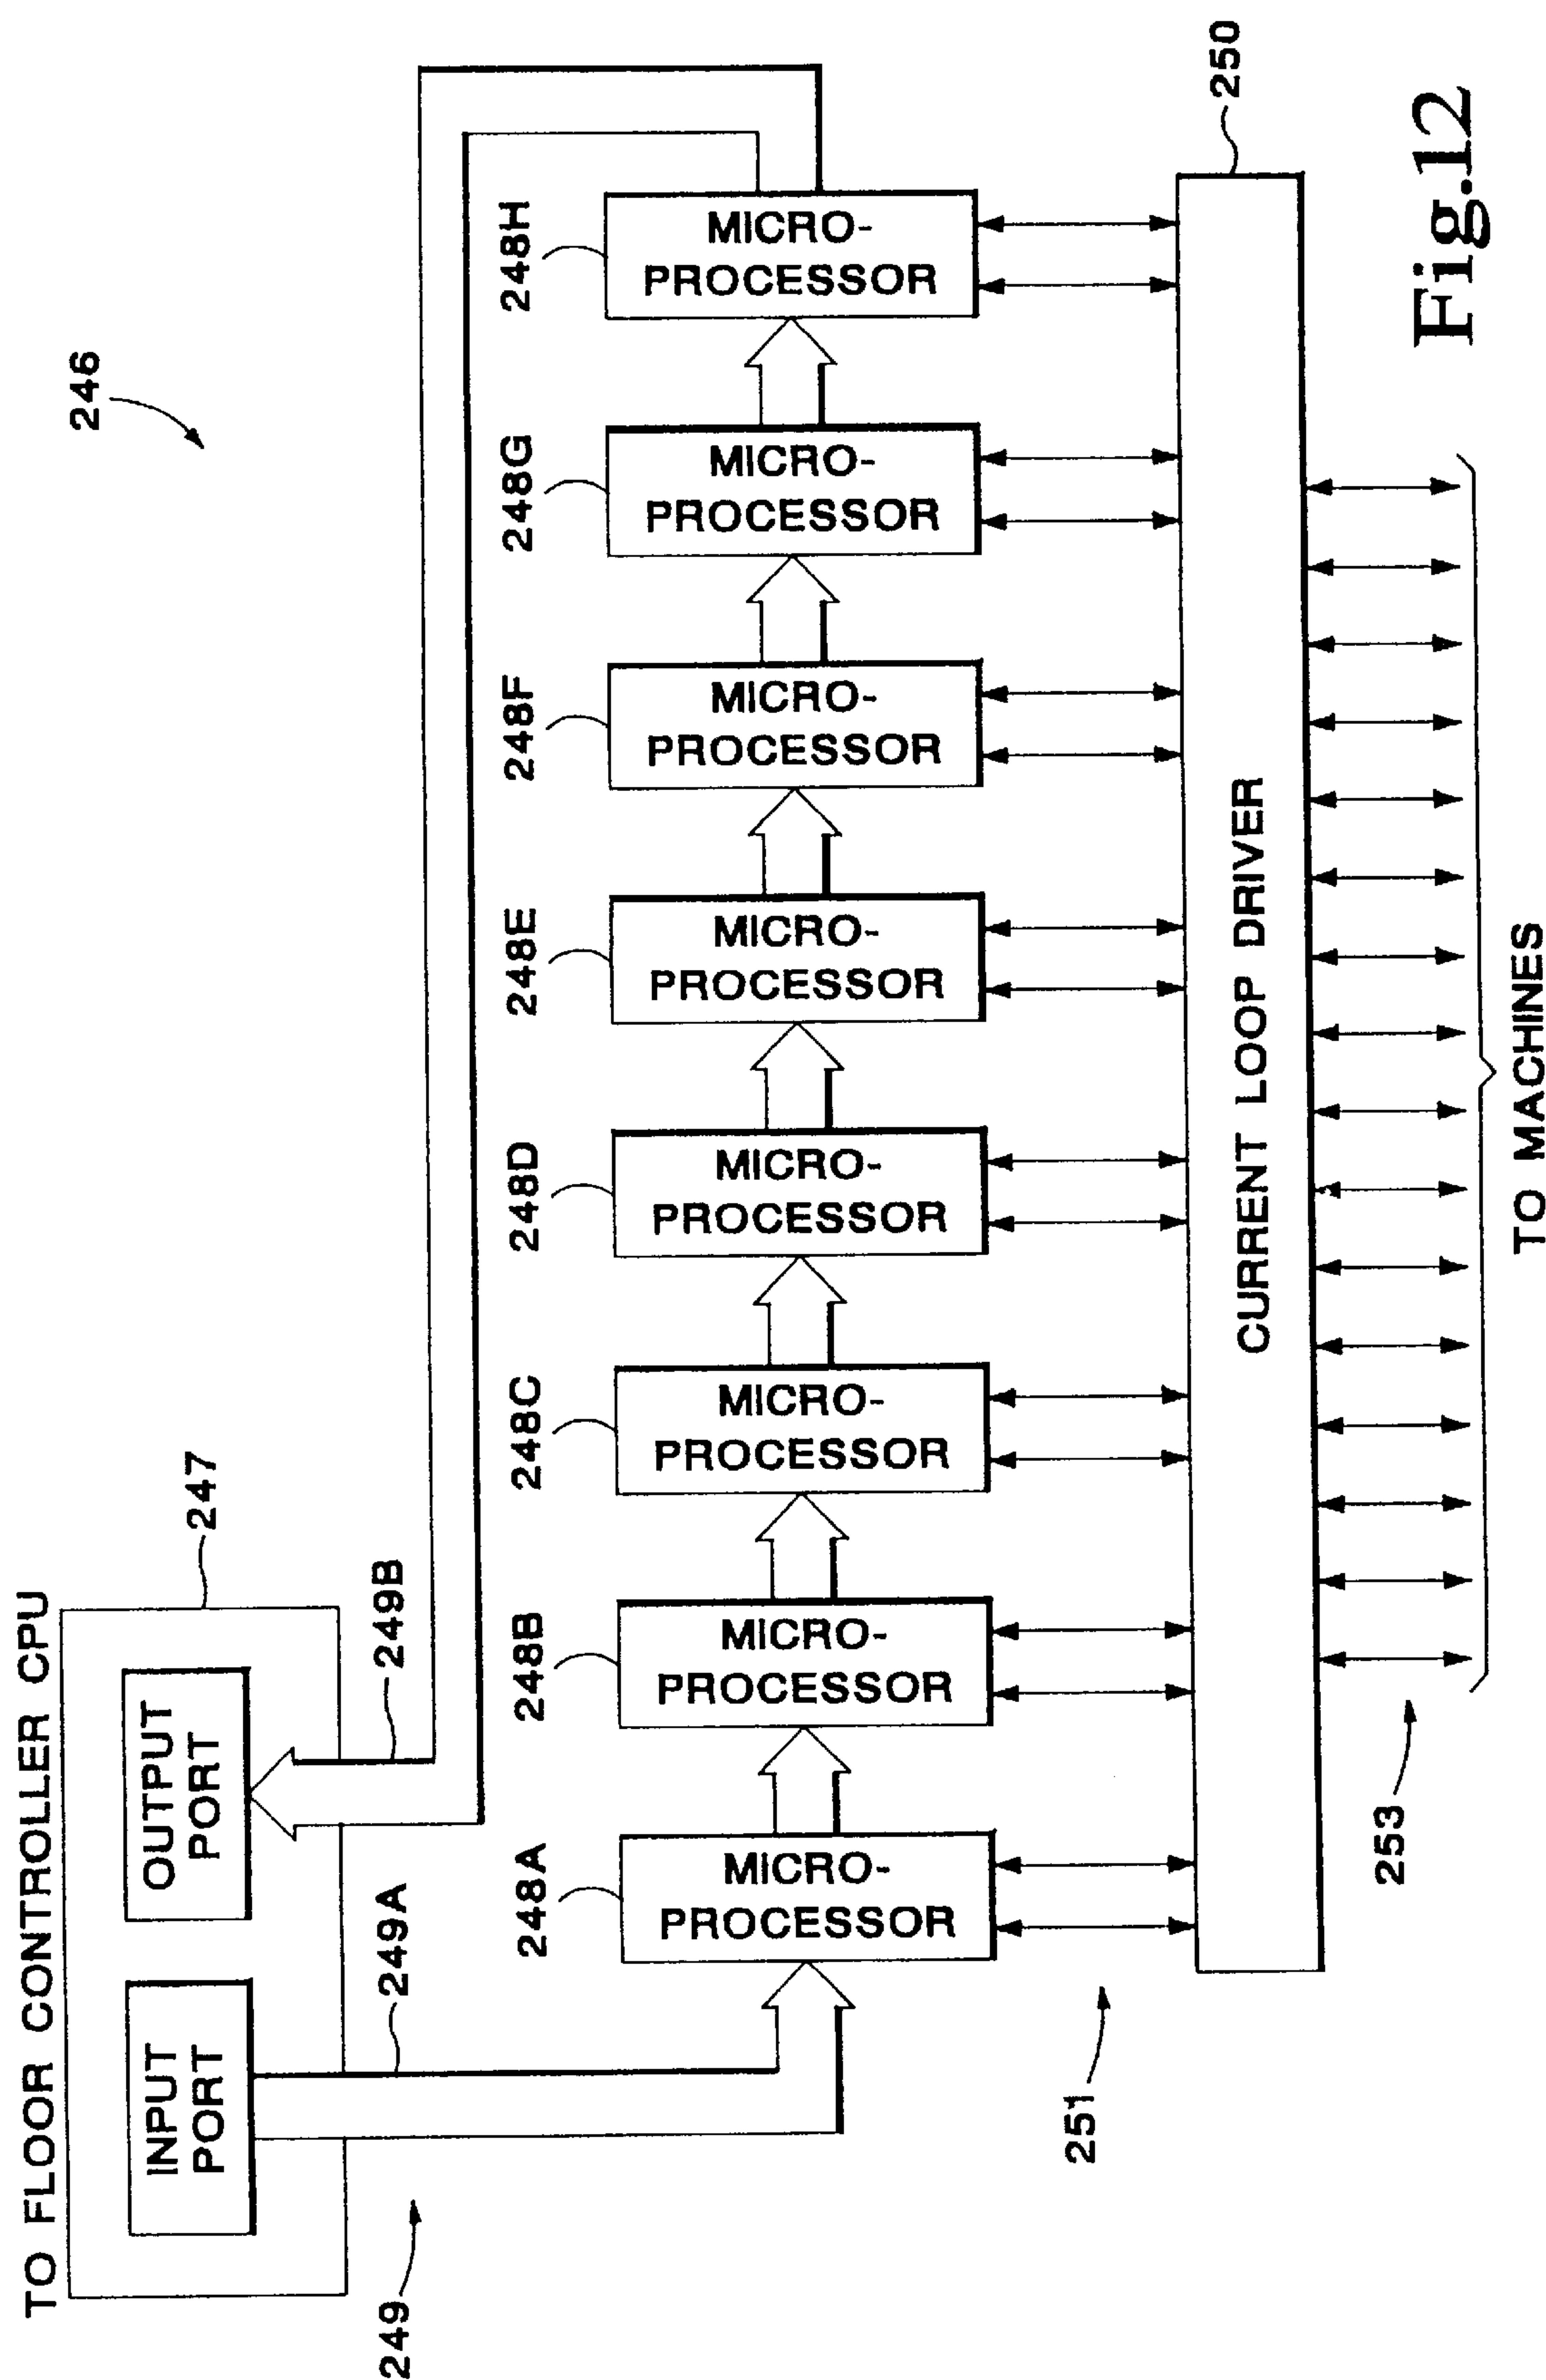 TO FLOOR CONTROLLER CPU
247
246
INPUT
PORT
OUTPUT
PORT
249
249A
249B
248A
248B
248C
248D
248E
248F
248G
248H
MICRO-
PROCESSOR
MICRO-
PROCESSOR
MICRO-
PROCESSOR
MICRO-
PROCESSOR
MICRO-
PROCESSOR
MICRO-
PROCESSOR
MICRO-
PROCESSOR
MICRO-
PROCESSOR
251
CURRENT LOOP DRIVER
250
253
TO MACHINES
Fig.12